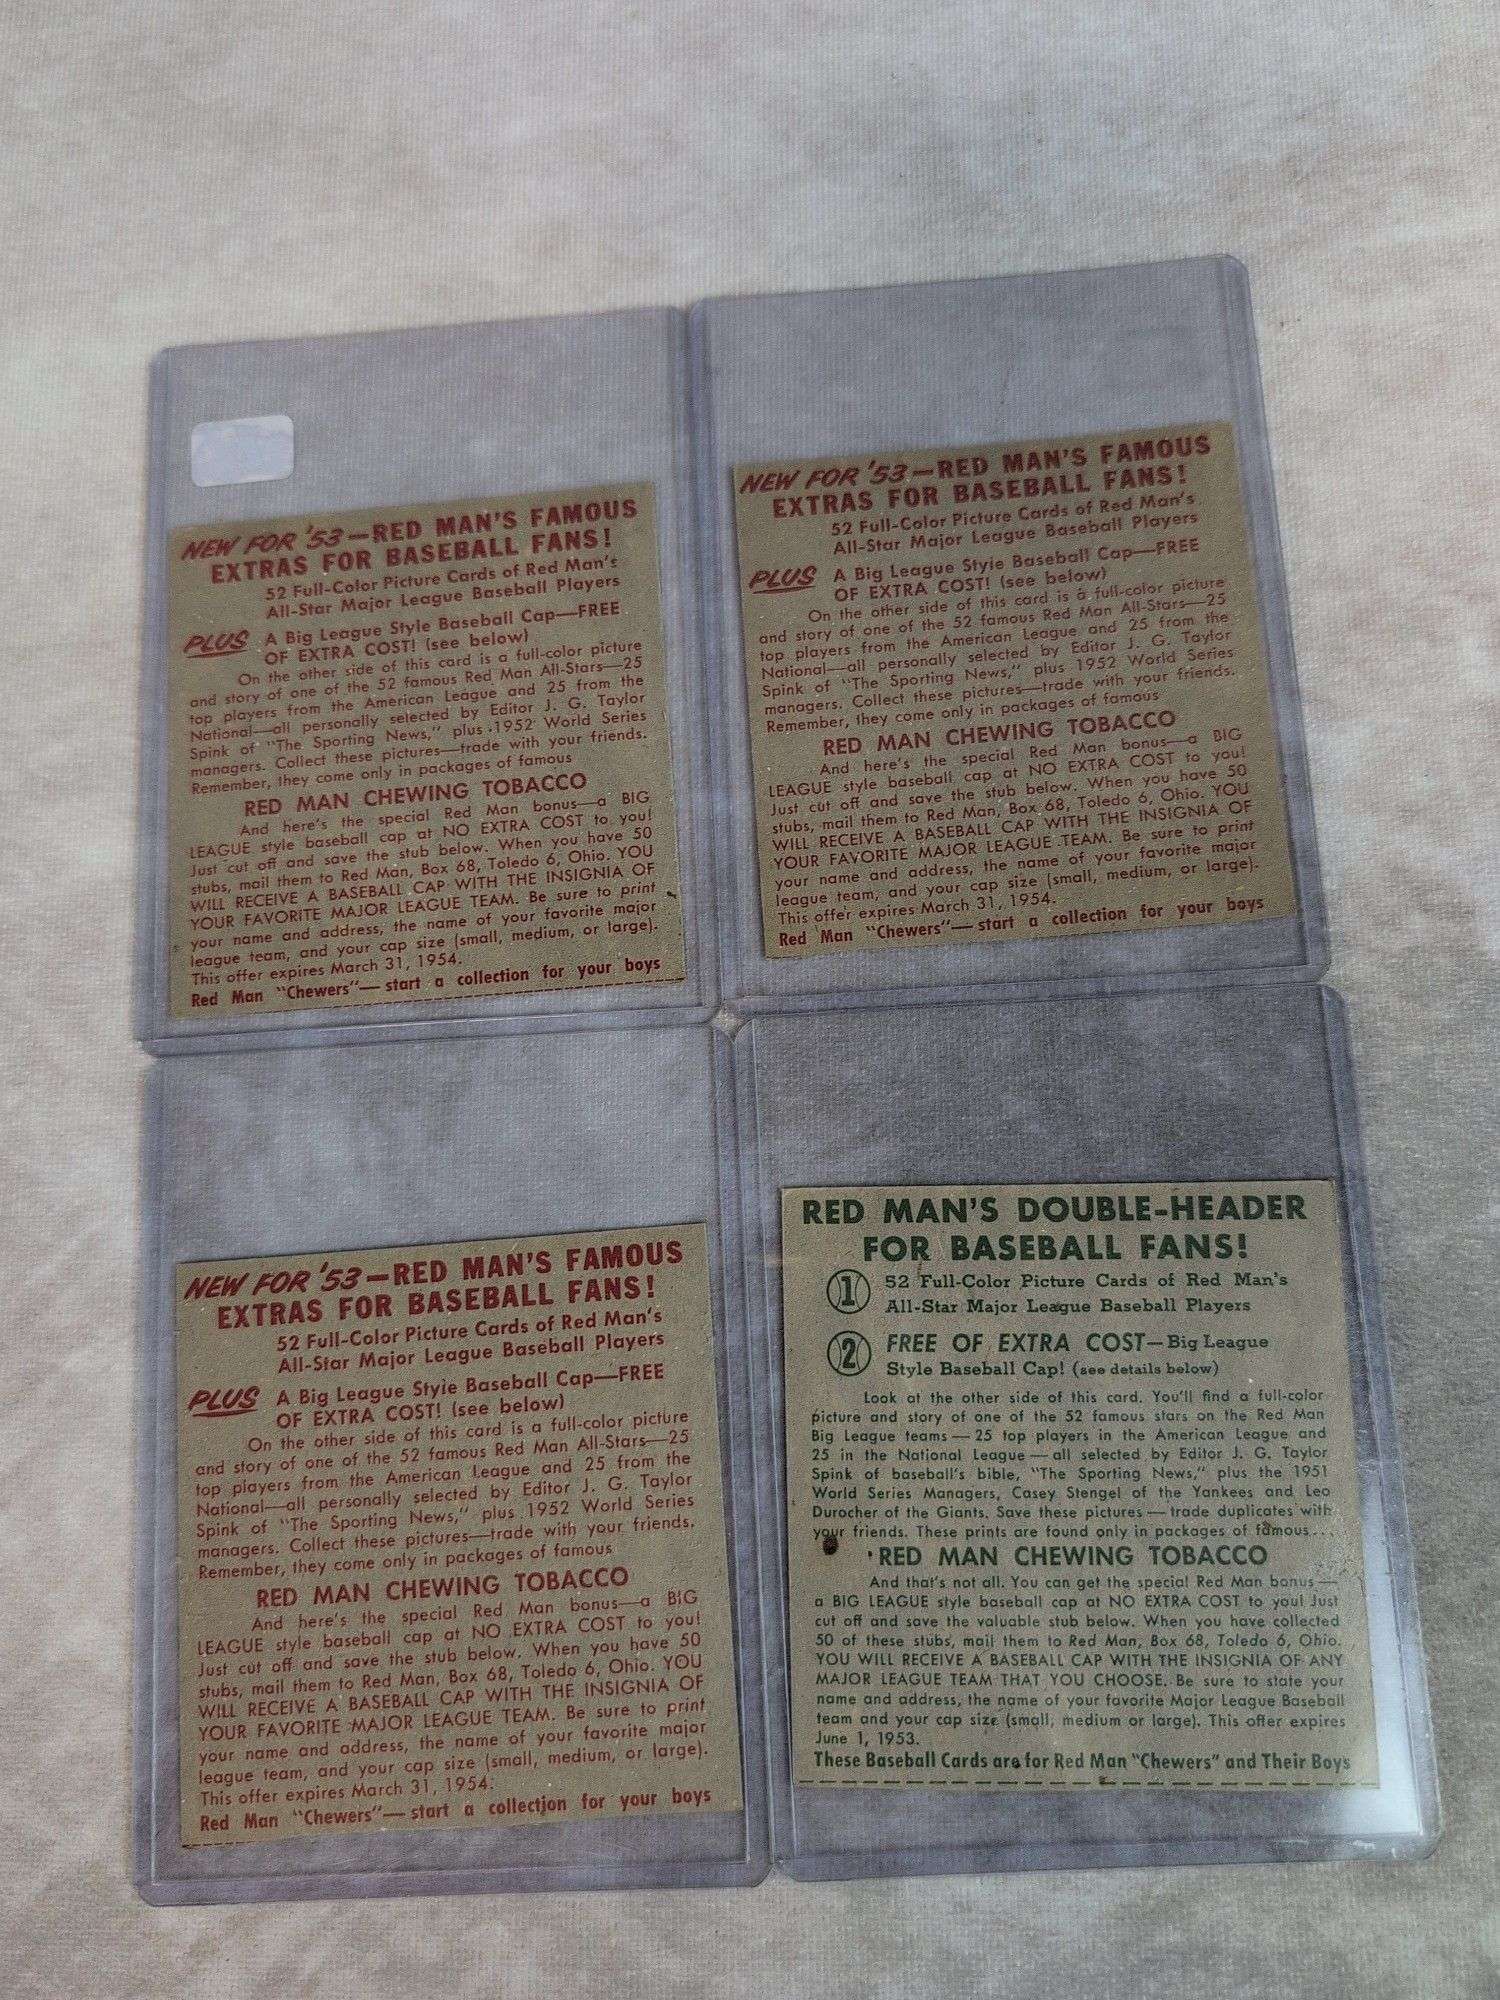 NEW FOR '53—RED MAN'S FAMOUS
EXTRAS FOR BASEBALL FANS!
52 Full-Color Picture Cards of Red Man's
All-Star Major League Baseball Players
PLUS A Big League Style Baseball Cap—FREE
OF EXTRA COST! (see below)
On the other side of this card is a full-color picture
and story of one of the 52 famous Red Man All-Stars—25
top players from the American League and 25 from the
National—all personally selected by Editor J. G. Taylor
Spink of "The Sporting News," plus 1952 World Series
managers. Collect these pictures—trade with your friends.
Remember, they come only in packages of famous
RED MAN CHEWING TOBACCO
And here's the special Red Man bonus—a BIG
LEAGUE style baseball cap at NO EXTRA COST to you!
Just cut off and save the stub below. When you have 50
stubs, mail them to Red Man, Box 68, Toledo 6, Ohio. YOU
WILL RECEIVE A BASEBALL CAP WITH THE INSIGNIA OF
YOUR FAVORITE MAJOR LEAGUE TEAM. Be sure to print
your name and address, the name of your favorite major
league team, and your cap size (small, medium, or large).
This offer expires March 31, 1954.
Red Man "Chewers"—start a collection for your boys
NEW FOR '53—RED MAN'S FAMOUS
EXTRAS FOR BASEBALL FANS!
52 Full-Color Picture Cards of Red Man's
All-Star Major League Baseball Players
PLUS A Big League Style Baseball Cap—FREE
OF EXTRA COST! (see below)
On the other side of this card is a full-color picture
and story of one of the 52 famous Red Man All-Stars—25
top players from the American League and 25 from the
National—all personally selected by Editor J. G. Taylor
Spink of "The Sporting News," plus 1952 World Series
managers. Collect these pictures—trade with your friends.
Remember, they come only in packages of famous
RED MAN CHEWING TOBACCO
And here's the special Red Man bonus—a BIG
LEAGUE style baseball cap at NO EXTRA COST to you!
Just cut off and save the stub below. When you have 50
stubs, mail them to Red Man, Box 68, Toledo 6, Ohio. YOU
WILL RECEIVE A BASEBALL CAP WITH THE INSIGNIA OF
YOUR FAVORITE MAJOR LEAGUE TEAM. Be sure to print
your name and address, the name of your favorite major
league team, and your cap size (small, medium, or large).
This offer expires March 31, 1954.
Red Man "Chewers"—start a collection for your boys
NEW FOR '53—RED MAN'S FAMOUS
EXTRAS FOR BASEBALL FANS!
52 Full-Color Picture Cards of Red Man's
All-Star Major League Baseball Players
PLUS A Big League Style Baseball Cap—FREE
OF EXTRA COST! (see below)
On the other side of this card is a full-color picture
and story of one of the 52 famous Red Man All-Stars—25
top players from the American League and 25 from the
National—all personally selected by Editor J. G. Taylor
Spink of "The Sporting News," plus 1952 World Series
managers. Collect these pictures—trade with your friends.
Remember, they come only in packages of famous
RED MAN CHEWING TOBACCO
And here's the special Red Man bonus—a BIG
LEAGUE style baseball cap at NO EXTRA COST to you!
Just cut off and save the stub below. When you have 50
stubs, mail them to Red Man, Box 68, Toledo 6, Ohio. YOU
WILL RECEIVE A BASEBALL CAP WITH THE INSIGNIA OF
YOUR FAVORITE MAJOR LEAGUE TEAM. Be sure to print
your name and address, the name of your favorite major
league team, and your cap size (small, medium, or large).
This offer expires March 31, 1954.
Red Man "Chewers"—start a collection for your boys
RED MAN'S DOUBLE-HEADER
FOR BASEBALL FANS!
1 52 Full-Color Picture Cards of Red Man's
All-Star Major League Baseball Players
2 FREE OF EXTRA COST—Big League
Style Baseball Cap! (see details below)
Look at the other side of this card. You'll find a full-color
picture and story of one of the 52 famous stars on the Red Man
Big League teams — 25 top players in the American League and
25 in the National League — all selected by Editor J. G. Taylor
Spink of baseball's bible, "The Sporting News," plus the 1951
World Series Managers, Casey Stengel of the Yankees and Leo
Durocher of the Giants. Save these pictures — trade duplicates with
your friends. These prints are found only in packages of famous...
RED MAN CHEWING TOBACCO
And that's not all. You can get the special Red Man bonus —
a BIG LEAGUE style baseball cap at NO EXTRA COST to you! Just
cut off and save the valuable stub below. When you have collected
50 of these stubs, mail them to Red Man, Box 68, Toledo 6, Ohio.
YOU WILL RECEIVE A BASEBALL CAP WITH THE INSIGNIA OF ANY
MAJOR LEAGUE TEAM THAT YOU CHOOSE. Be sure to state your
name and address, the name of your favorite Major League Baseball
team and your cap size (small, medium or large). This offer expires
June 1, 1953.
These Baseball Cards are for Red Man "Chewers" and Their Boys